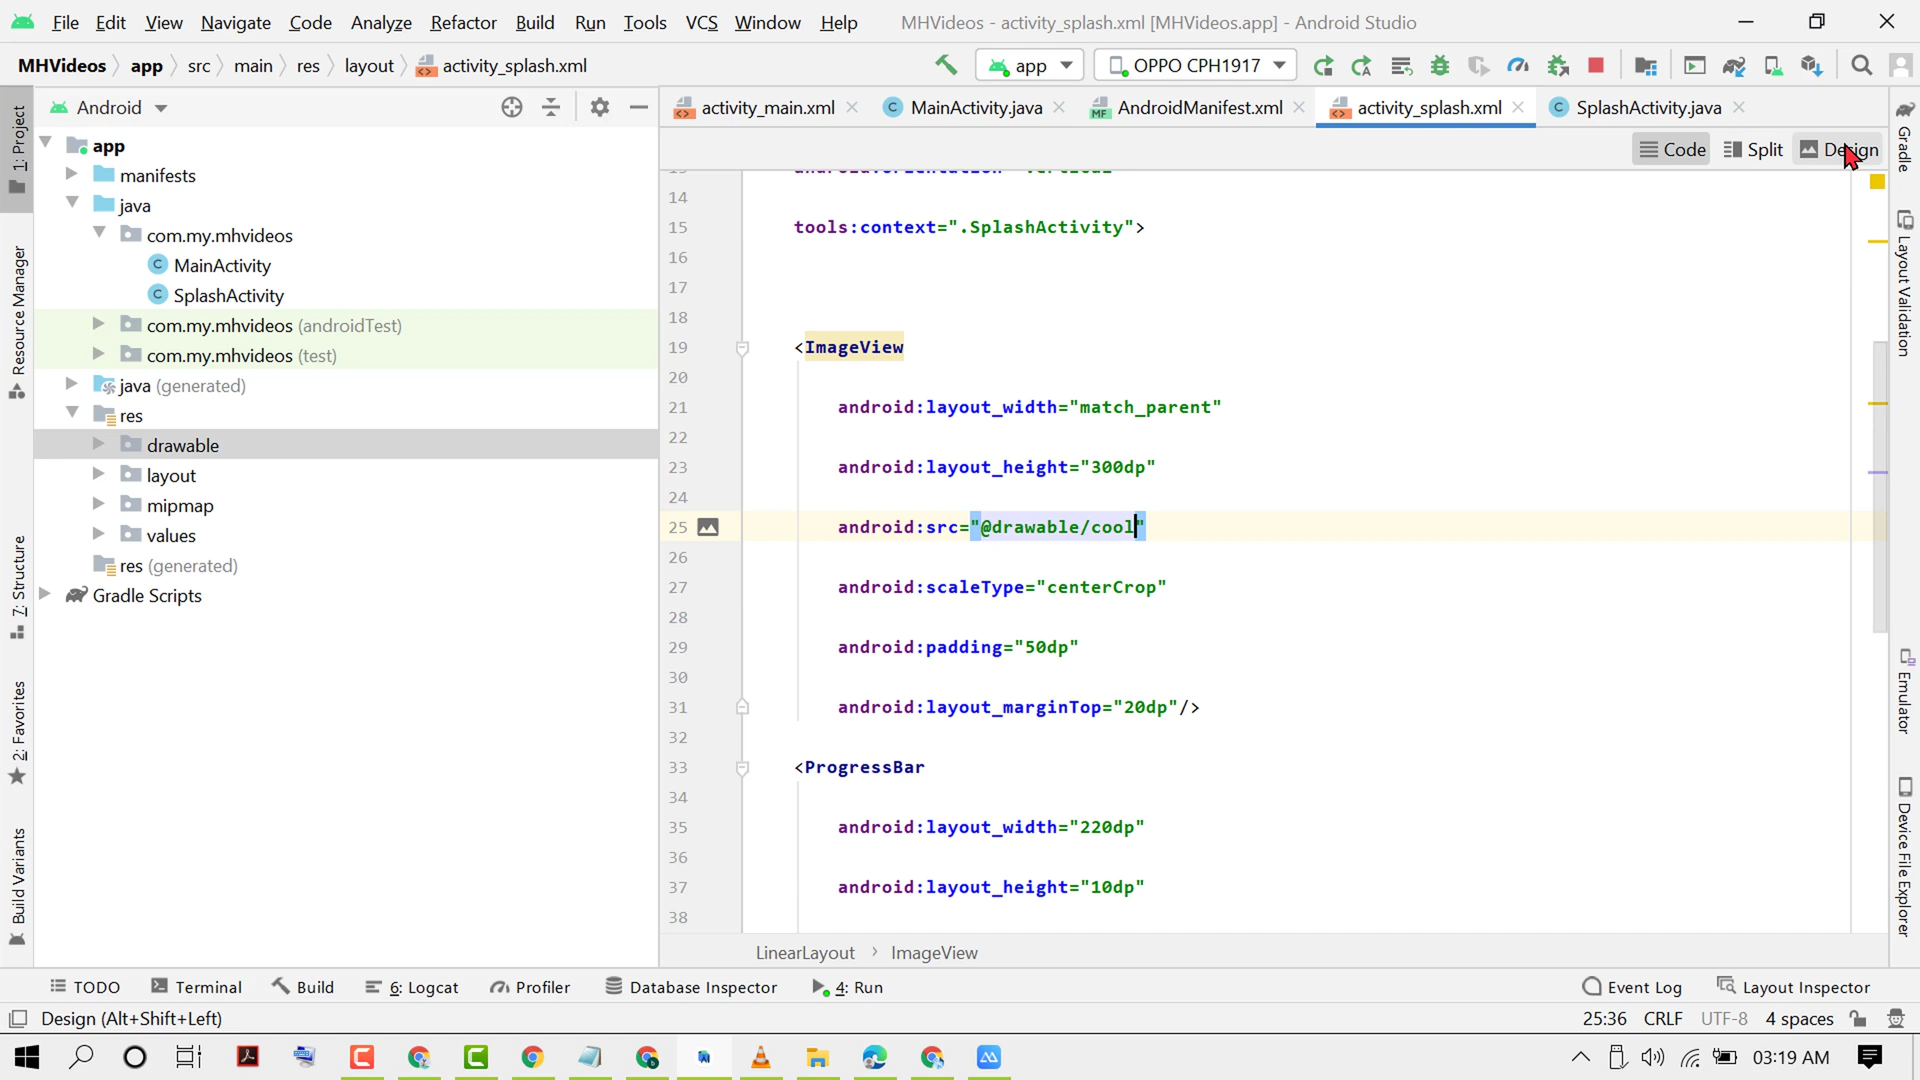 File Edit View Navigate Code Analyze Refactor Build Run Tools VCS Window Help MHVideos - activity_splash.xml [MHVideos.app] - Android Studio
MHVideos app src main res layout activity_splash.xml app OPPO CPH1917
Android
activity_main.xml MainActivity.java AndroidManifest.xml activity_splash.xml SplashActivity.java
Code Split Design
1: Project
Resource Manager
7: Structure
2: Favorites
Build Variants
app
manifests
java
com.my.mhvideos
MainActivity
SplashActivity
com.my.mhvideos (androidTest)
com.my.mhvideos (test)
java (generated)
res
drawable
layout
mipmap
values
res (generated)
Gradle Scripts
14
15 tools:context=".SplashActivity">
16
17
18
19 <ImageView
20
21 android:layout_width="match_parent"
22
23 android:layout_height="300dp"
24
25 android:src="@drawable/cool"
26
27 android:scaleType="centerCrop"
28
29 android:padding="50dp"
30
31 android:layout_marginTop="20dp"/>
32
33 <ProgressBar
34
35 android:layout_width="220dp"
36
37 android:layout_height="10dp"
38
LinearLayout > ImageView
Gradle
Layout Validation
Emulator
Device File Explorer
TODO Terminal Build 6: Logcat Profiler Database Inspector 4: Run Event Log Layout Inspector
Design (Alt+Shift+Left) 25:36 CRLF UTF-8 4 spaces
03:19 AM